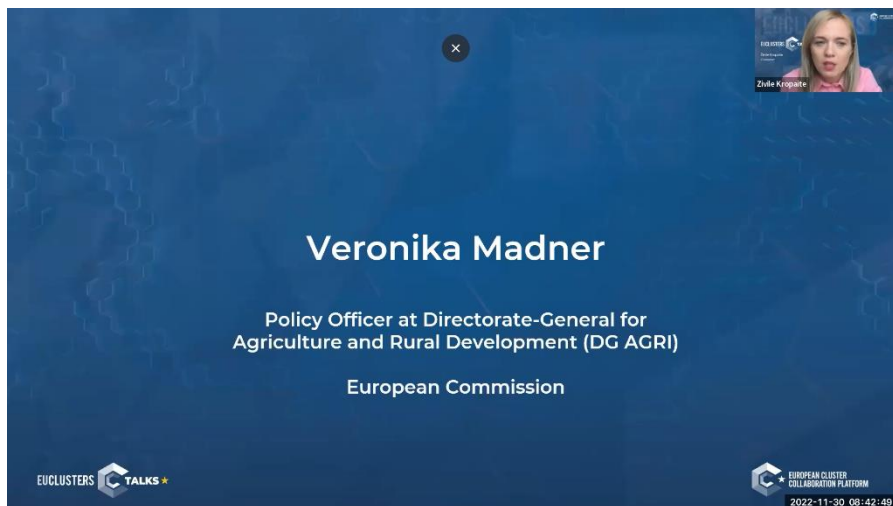 Zivile Kropaite
Veronika Madner
Policy Officer at Directorate-General for
Agriculture and Rural Development (DG AGRI)
European Commission
EUCLUSTERS TALKS
EUROPEAN CLUSTER
COLLABORATION PLATFORM
2022-11-30 08:42:49